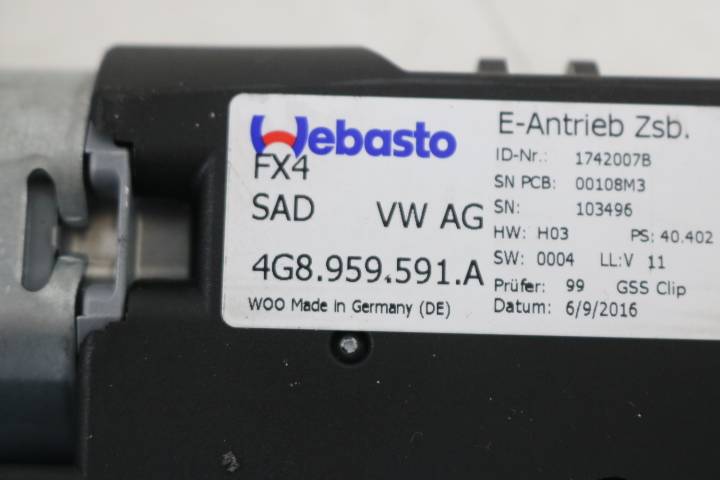 Webasto
FX4
SAD VW AG
4G8.959.591.A
WOO Made in Germany (DE)
E-Antrieb Zsb.
ID-Nr.: 1742007B
SN PCB: 00108M3
SN: 103496
HW: H03 PS: 40.402
SW: 0004 LL:V 11
Prüfer: 99 GSS Clip
Datum: 6/9/2016